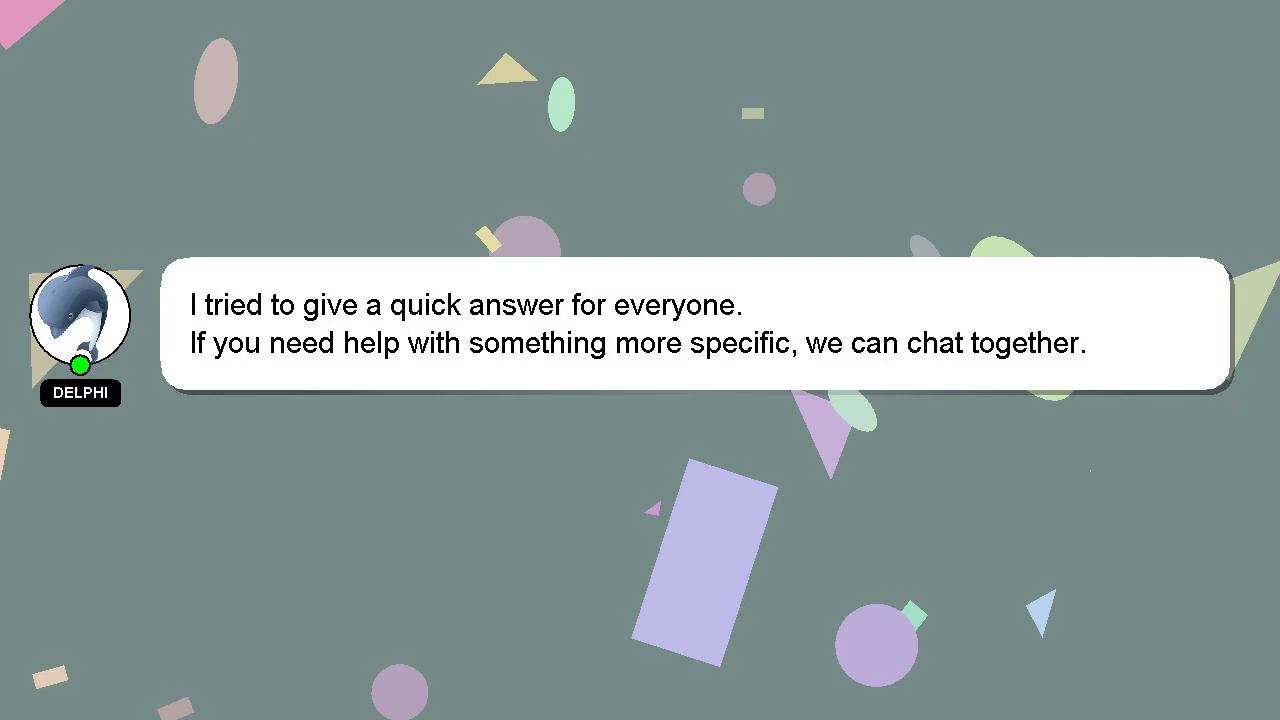 I tried to give a quick answer for everyone.
If you need help with something more specific, we can chat together.
DELPHI